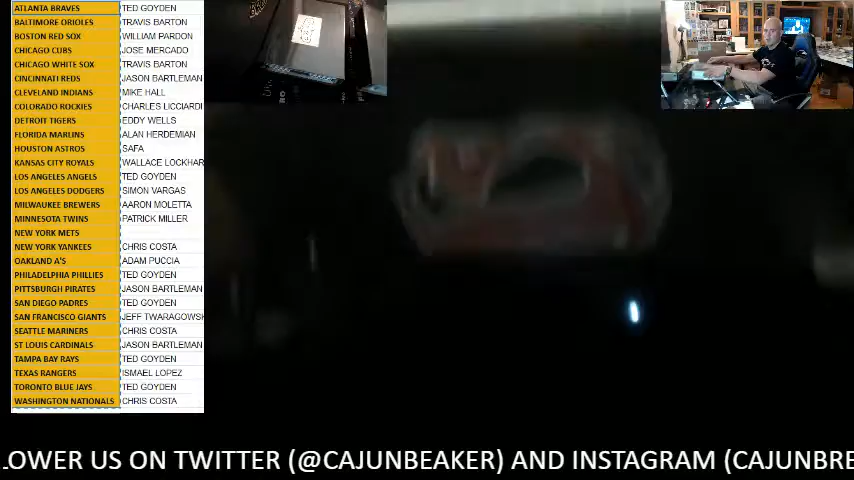 ATLANTA BRAVES TED GOYDEN
BALTIMORE ORIOLES TRAVIS BARTON
BOSTON RED SOX WILLIAM PARDON
CHICAGO CUBS JOSE MERCADO
CHICAGO WHITE SOX TRAVIS BARTON
CINCINNATI REDS JASON BARTLEMAN
CLEVELAND INDIANS MIKE HALL
COLORADO ROCKIES CHARLES LICCIARDI
DETROIT TIGERS EDDY WELLS
FLORIDA MARLINS ALAN HERDEMIAN
HOUSTON ASTROS SAFA
KANSAS CITY ROYALS WALLACE LOCKHAR
LOS ANGELES ANGELS TED GOYDEN
LOS ANGELES DODGERS SIMON VARGAS
MILWAUKEE BREWERS AARON MOLETTA
MINNESOTA TWINS PATRICK MILLER
NEW YORK METS
NEW YORK YANKEES CHRIS COSTA
OAKLAND A'S ADAM PUCCIA
PHILADELPHIA PHILLIES TED GOYDEN
PITTSBURGH PIRATES JASON BARTLEMAN
SAN DIEGO PADRES TED GOYDEN
SAN FRANCISCO GIANTS JEFF TWARAGOWSK
SEATTLE MARINERS CHRIS COSTA
ST LOUIS CARDINALS JASON BARTLEMAN
TAMPA BAY RAYS TED GOYDEN
TEXAS RANGERS ISMAEL LOPEZ
TORONTO BLUE JAYS TED GOYDEN
WASHINGTON NATIONALS CHRIS COSTA
LOWER US ON TWITTER (@CAJUNBEAKER) AND INSTAGRAM (CAJUNBRE